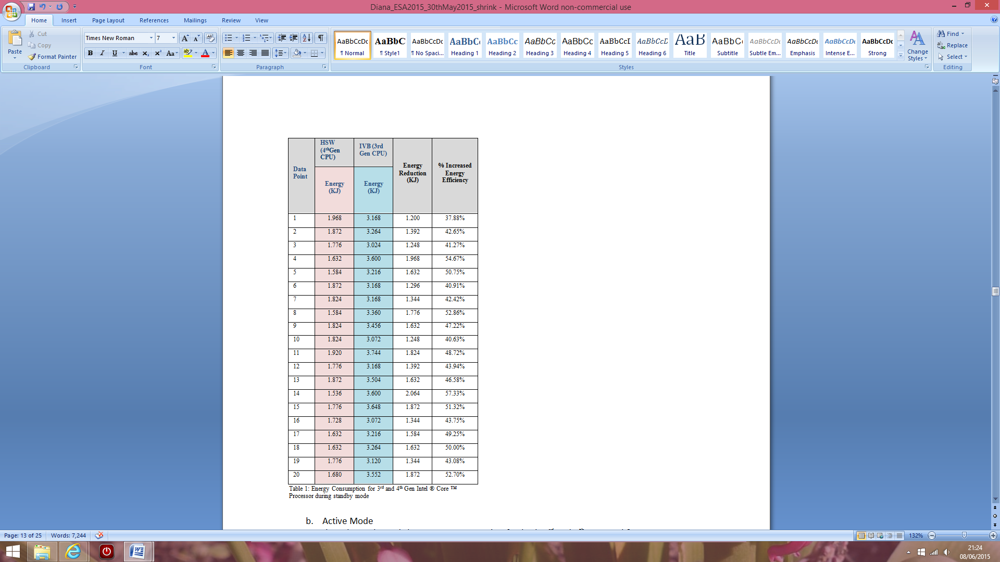 Diana_ESA2015_30thMay2015_shrink - Microsoft Word non-commercial use
Home Insert Page Layout References Mailings Review View
Paste
Cut
Copy
Format Painter
Clipboard
Times New Roman 7
Font
Paragraph
AaBbCcDc AaBbC AaBbCcDc AaBbC AaBbCc AaBbCc AaBbCc AaBbCcI AaBbCcD AaB AaBbC AaBbCcDc AaBbCcDc AaBbCcDc AaBbCcDc
¶ Normal ¶ Style1 ¶ No Spaci... Heading 1 Heading 2 Heading 3 Heading 4 Heading 5 Heading 6 Title Subtitle Subtle Em... Emphasis Intense E... Strong
Change Styles
Styles
Find
Replace
Select
Editing
Data Point
HSW (4thGen CPU)
IVB (3rd Gen CPU)
Energy Reduction (KJ)
% Increased Energy Efficiency
Energy (KJ)
Energy (KJ)
1 1.968 3.168 1.200 37.88%
2 1.872 3.264 1.392 42.65%
3 1.776 3.024 1.248 41.27%
4 1.632 3.600 1.968 54.67%
5 1.584 3.216 1.632 50.75%
6 1.872 3.168 1.296 40.91%
7 1.824 3.168 1.344 42.42%
8 1.584 3.360 1.776 52.86%
9 1.824 3.456 1.632 47.22%
10 1.824 3.072 1.248 40.63%
11 1.920 3.744 1.824 48.72%
12 1.776 3.168 1.392 43.94%
13 1.872 3.504 1.632 46.58%
14 1.536 3.600 2.064 57.33%
15 1.776 3.648 1.872 51.32%
16 1.728 3.072 1.344 43.75%
17 1.632 3.216 1.584 49.25%
18 1.632 3.264 1.632 50.00%
19 1.776 3.120 1.344 43.08%
20 1.680 3.552 1.872 52.70%
Table 1: Energy Consumption for 3rd and 4th Gen Intel ® Core ™
Processor during standby mode
b. Active Mode
Page: 13 of 25 Words: 7,244 132%
21:24
08/06/2015